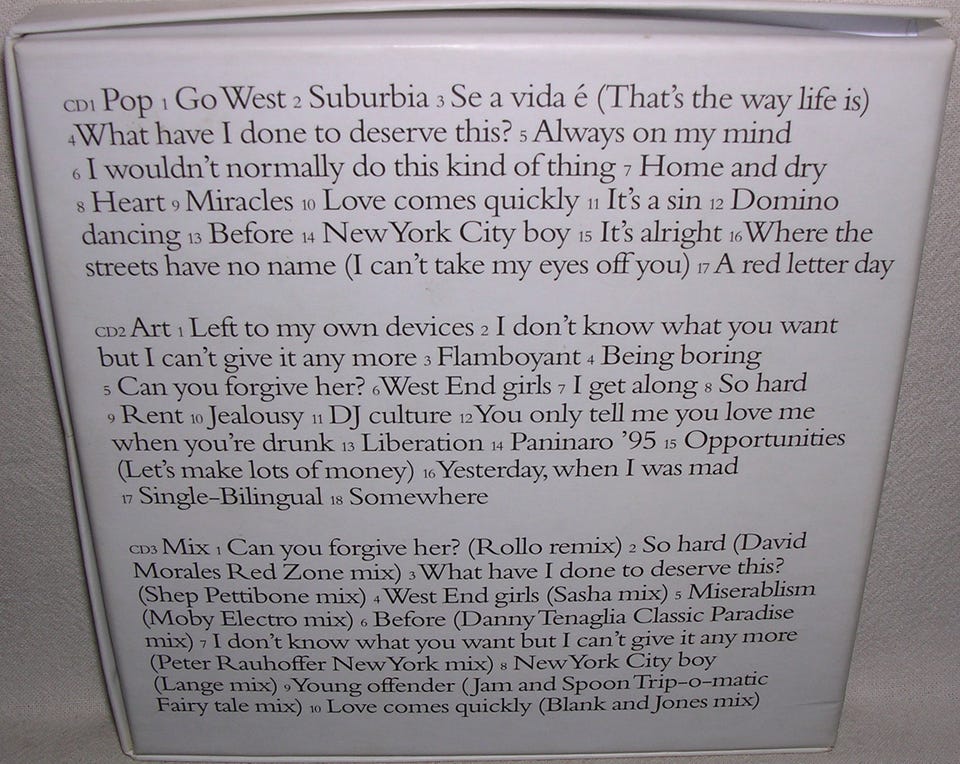 CD1 Pop 1 Go West 2 Suburbia 3 Se a vida é (That's the way life is)
4 What have I done to deserve this? 5 Always on my mind
6 I wouldn't normally do this kind of thing 7 Home and dry
8 Heart 9 Miracles 10 Love comes quickly 11 It's a sin 12 Domino
dancing 13 Before 14 New York City boy 15 It's alright 16 Where the
streets have no name (I can't take my eyes off you) 17 A red letter day
CD2 Art 1 Left to my own devices 2 I don't know what you want
but I can't give it any more 3 Flamboyant 4 Being boring
5 Can you forgive her? 6 West End girls 7 I get along 8 So hard
9 Rent 10 Jealousy 11 DJ culture 12 You only tell me you love me
when you're drunk 13 Liberation 14 Paninaro '95 15 Opportunities
(Let's make lots of money) 16 Yesterday, when I was mad
17 Single-Bilingual 18 Somewhere
CD3 Mix 1 Can you forgive her? (Rollo remix) 2 So hard (David
Morales Red Zone mix) 3 What have I done to deserve this?
(Shep Pettibone mix) 4 West End girls (Sasha mix) 5 Miserablism
(Moby Electro mix) 6 Before (Danny Tenaglia Classic Paradise
mix) 7 I don't know what you want but I can't give it any more
(Peter Rauhoffer New York mix) 8 New York City boy
(Lange mix) 9 Young offender (Jam and Spoon Trip-o-matic
Fairy tale mix) 10 Love comes quickly (Blank and Jones mix)